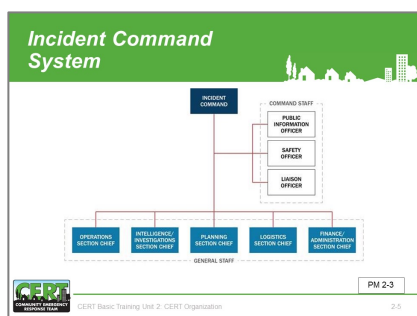 Incident Command
System
INCIDENT
COMMAND
COMMAND STAFF
PUBLIC
INFORMATION
OFFICER
SAFETY
OFFICER
LIAISON
OFFICER
OPERATIONS
SECTION CHIEF
INTELLIGENCE/
INVESTIGATIONS
SECTION CHIEF
PLANNING
SECTION CHIEF
LOGISTICS
SECTION CHIEF
FINANCE/
ADMINISTRATION
SECTION CHIEF
GENERAL STAFF
PM 2-3
CERT
COMMUNITY EMERGENCY
RESPONSE TEAM
CERT Basic Training Unit 2: CERT Organization
2-5